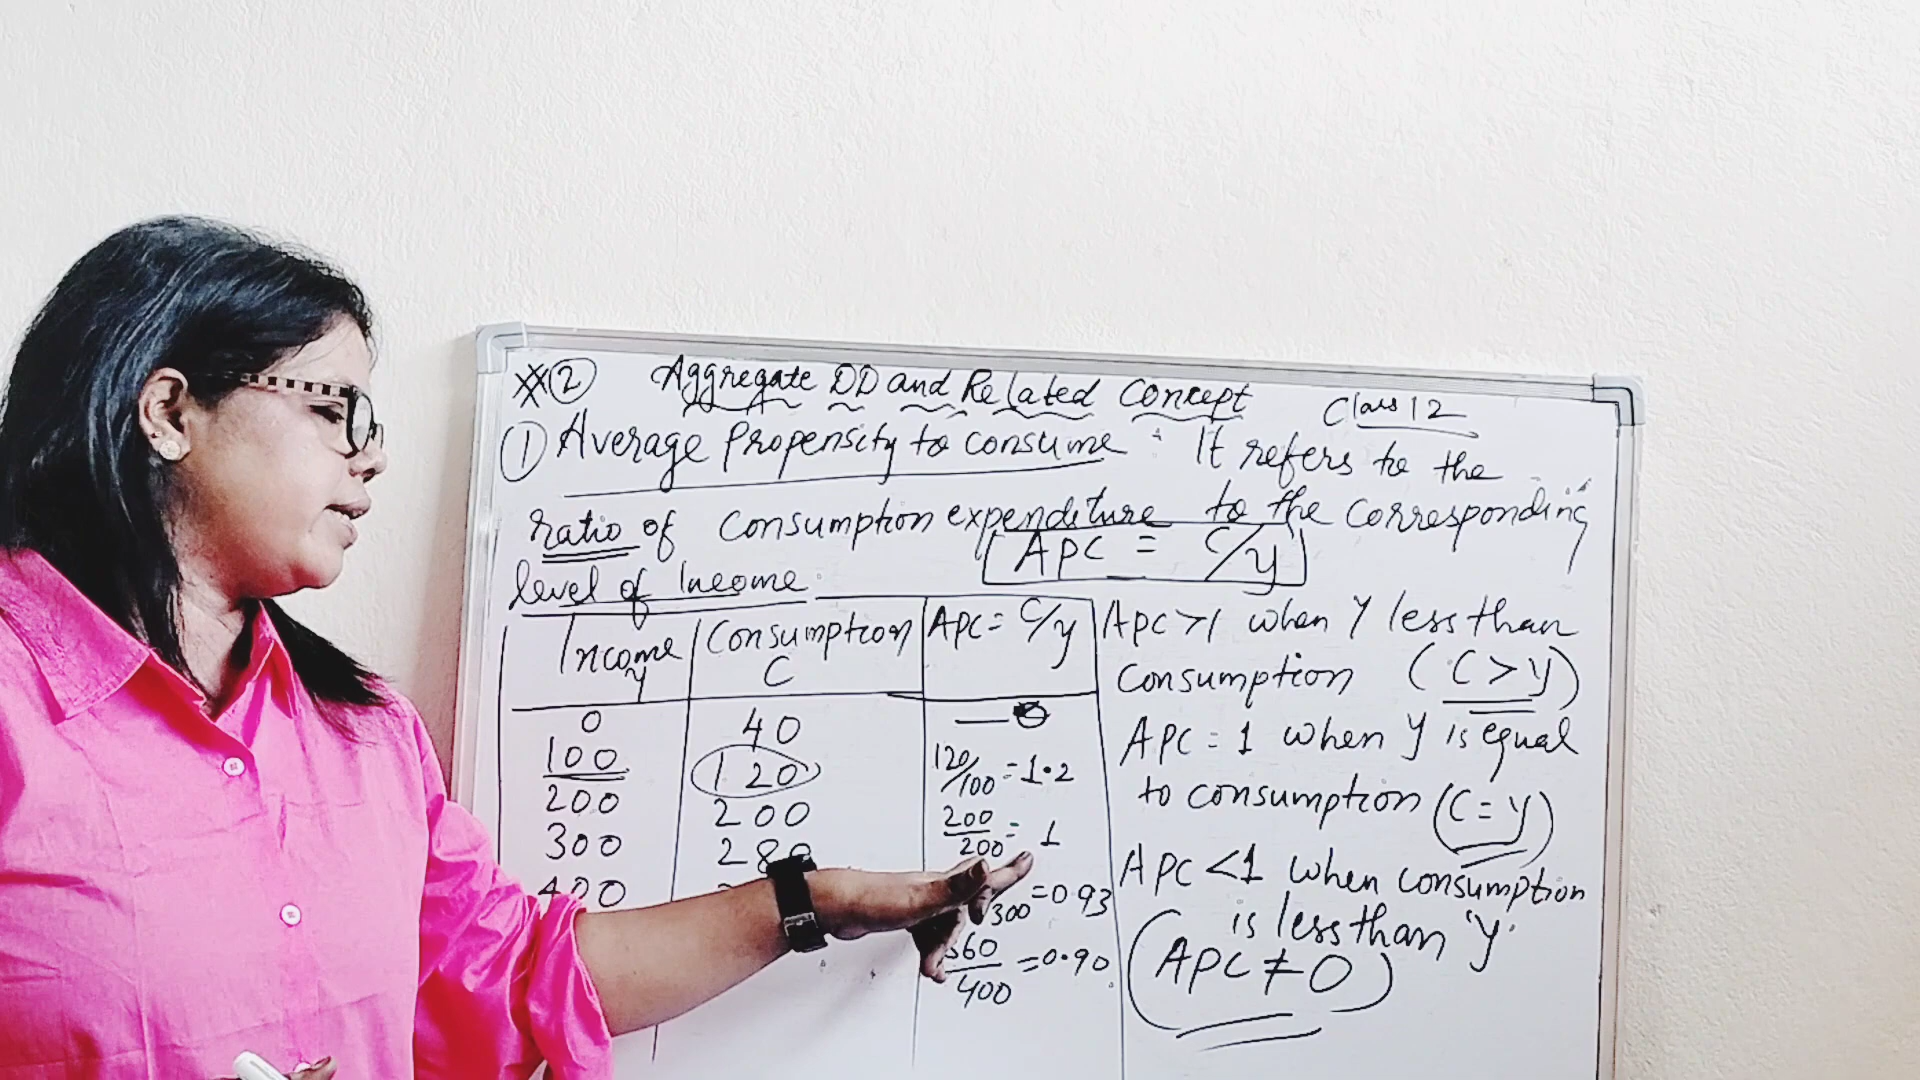 ② Aggregate DD and Related Concept Class 12
① Average propensity to consume : It refers to the
ratio of consumption expenditure to the corresponding
level of Income. APC = C/Y
Income Y Consumption C APC = C/Y
0 40 —
100 120 120/100 = 1.2
200 200 200/200 = 1
300 280 300 = 0.93
400 360/400 = 0.90
APC > 1 when Y less than
consumption (C > Y)
APC = 1 when Y is equal
to consumption (C = Y)
APC < 1 when consumption
is less than 'Y'
APC ≠ 0